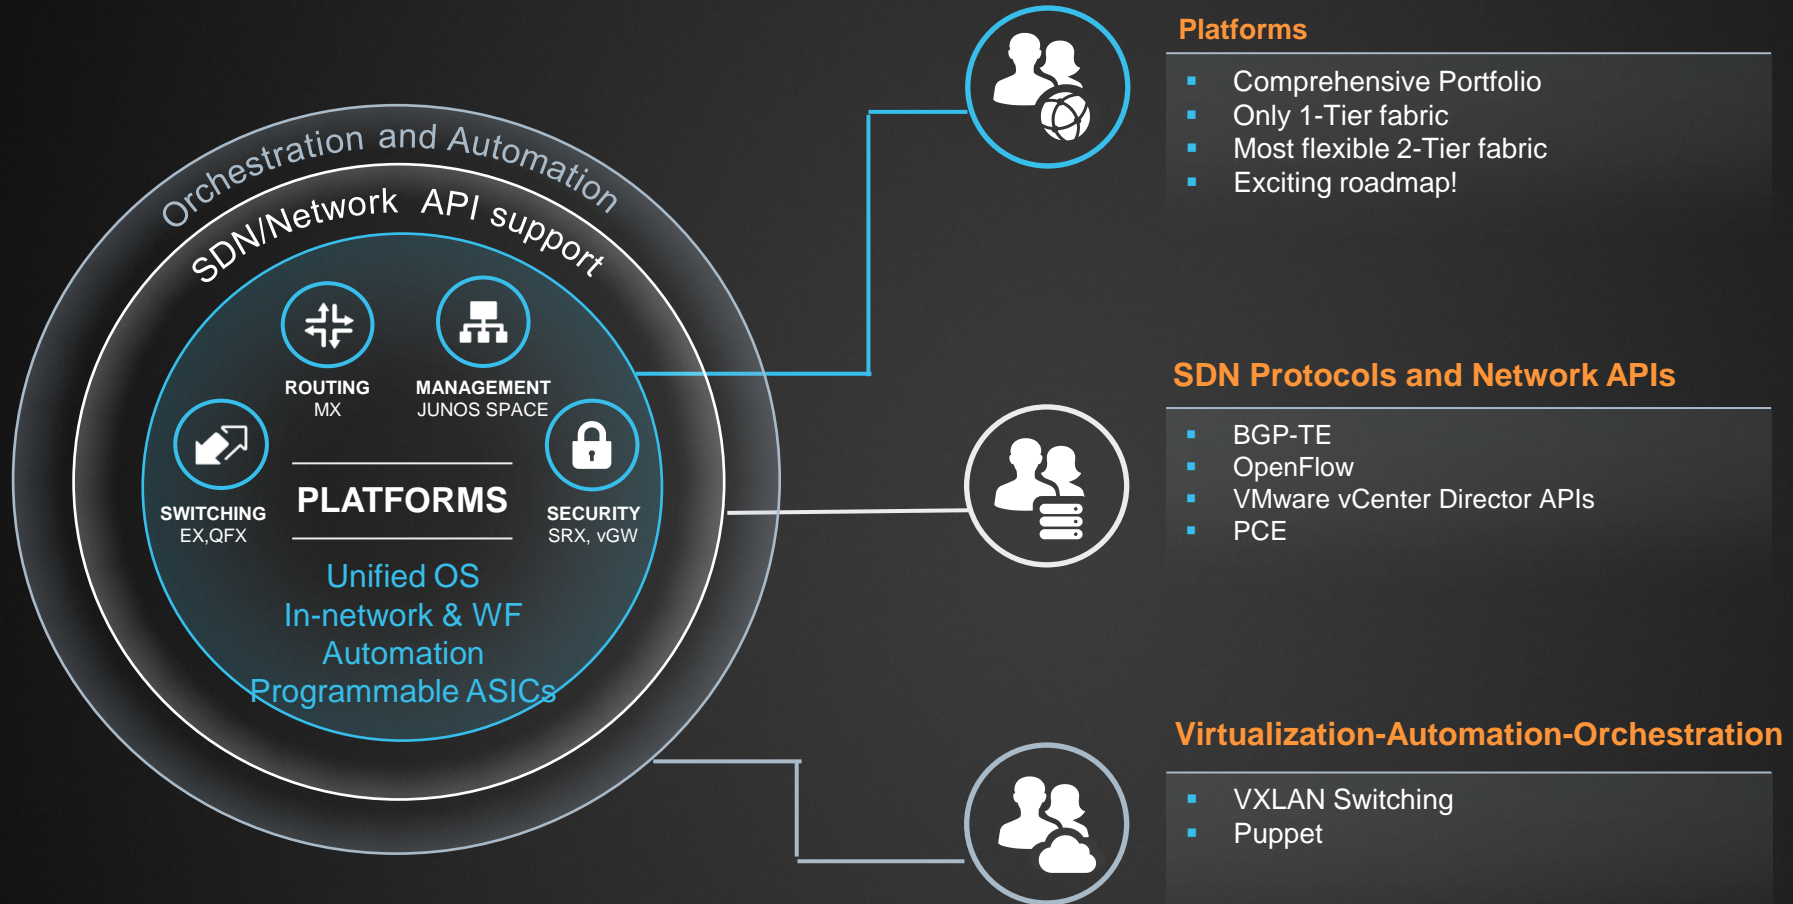 Orchestration and Automation
SDN/Network API support
ROUTING
MX
MANAGEMENT
JUNOS SPACE
SWITCHING
EX,QFX
PLATFORMS
SECURITY
SRX, vGW
Unified OS
In-network & WF
Automation
Programmable ASICs
Platforms
Comprehensive Portfolio
Only 1-Tier fabric
Most flexible 2-Tier fabric
Exciting roadmap!
SDN Protocols and Network APIs
BGP-TE
OpenFlow
VMware vCenter Director APIs
PCE
Virtualization-Automation-Orchestration
VXLAN Switching
Puppet